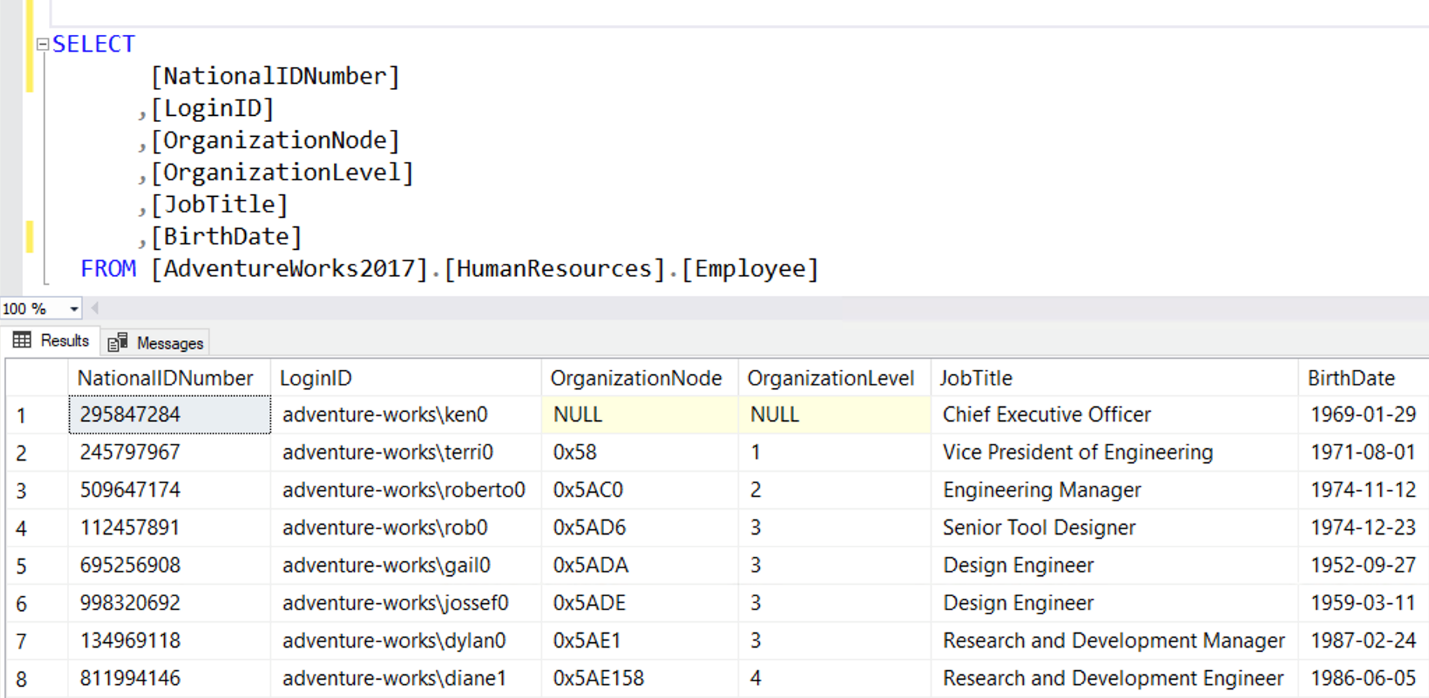 SELECT
[NationalIDNumber]
,[LoginID]
,[OrganizationNode]
,[OrganizationLevel]
,[JobTitle]
,[BirthDate]
FROM [AdventureWorks2017].[HumanResources].[Employee]
100 %
Results Messages
NationalIDNumber LoginID OrganizationNode OrganizationLevel JobTitle BirthDate
1 295847284 adventure-works\ken0 NULL NULL Chief Executive Officer 1969-01-29
2 245797967 adventure-works\terri0 0x58 1 Vice President of Engineering 1971-08-01
3 509647174 adventure-works\roberto0 0x5AC0 2 Engineering Manager 1974-11-12
4 112457891 adventure-works\rob0 0x5AD6 3 Senior Tool Designer 1974-12-23
5 695256908 adventure-works\gail0 0x5ADA 3 Design Engineer 1952-09-27
6 998320692 adventure-works\jossef0 0x5ADE 3 Design Engineer 1959-03-11
7 134969118 adventure-works\dylan0 0x5AE1 3 Research and Development Manager 1987-02-24
8 811994146 adventure-works\diane1 0x5AE158 4 Research and Development Engineer 1986-06-05